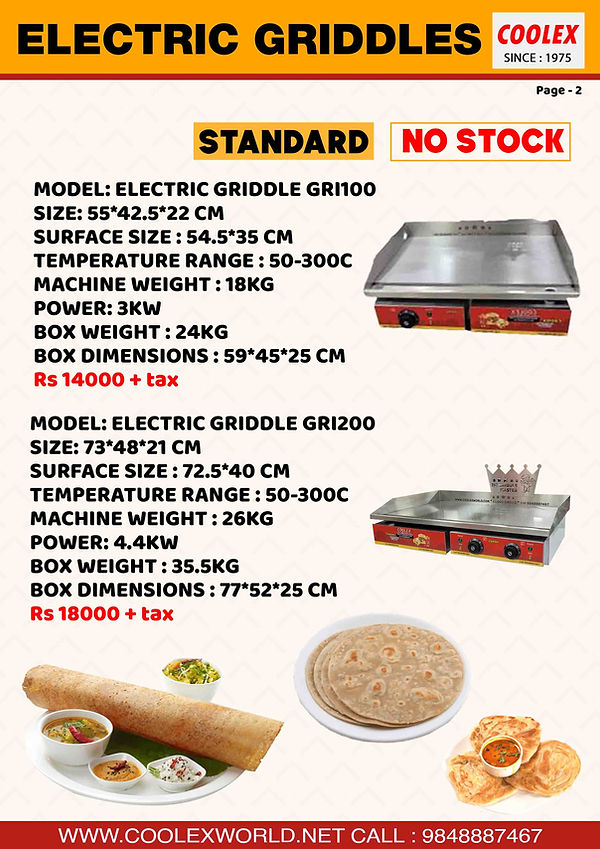 ELECTRIC GRIDDLES
COOLEX
SINCE : 1975
Page - 2
STANDARD
NO STOCK
MODEL: ELECTRIC GRIDDLE GRI100
SIZE: 55*42.5*22 CM
SURFACE SIZE : 54.5*35 CM
TEMPERATURE RANGE : 50-300C
MACHINE WEIGHT : 18KG
POWER: 3KW
BOX WEIGHT : 24KG
BOX DIMENSIONS : 59*45*25 CM
Rs 14000 + tax
MODEL: ELECTRIC GRIDDLE GRI200
SIZE: 73*48*21 CM
SURFACE SIZE : 72.5*40 CM
TEMPERATURE RANGE : 50-300C
MACHINE WEIGHT : 26KG
POWER: 4.4KW
BOX WEIGHT : 35.5KG
BOX DIMENSIONS : 77*52*25 CM
Rs 18000 + tax
COOLEX
WWW.COOLEXWORLD.NET CALL : 9848887467